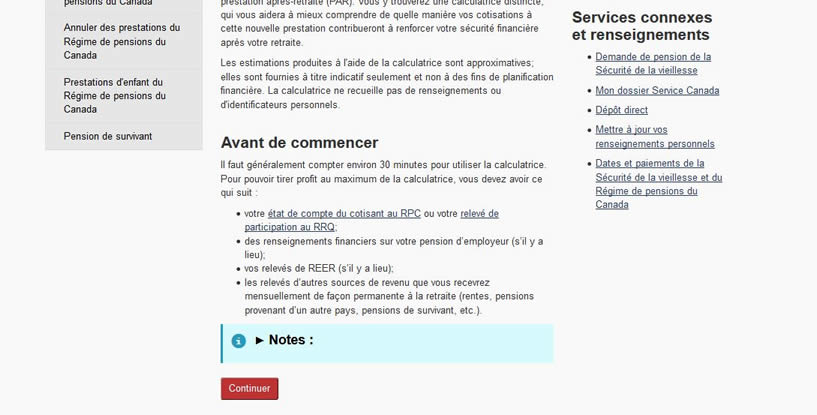 pensions du Canada
Annuler des prestations du
Régime de pensions du
Canada
Prestations d'enfant du
Régime de pensions du
Canada
Pension de survivant
prestation après-retraite (PAR). Vous y trouverez une calculatrice distincte,
qui vous aidera à mieux comprendre de quelle manière vos cotisations à
cette nouvelle prestation contribueront à renforcer votre sécurité financière
après votre retraite.
Les estimations produites à l'aide de la calculatrice sont approximatives;
elles sont fournies à titre indicatif seulement et non à des fins de planification
financière. La calculatrice ne recueille pas de renseignements ou
d'identificateurs personnels.
Avant de commencer
Il faut généralement compter environ 30 minutes pour utiliser la calculatrice.
Pour pouvoir tirer profit au maximum de la calculatrice, vous devez avoir ce
qui suit :
• votre état de compte du cotisant au RPC ou votre relevé de
participation au RRQ;
• des renseignements financiers sur votre pension d'employeur (s'il y a
lieu);
• vos relevés de REER (s'il y a lieu);
• les relevés d'autres sources de revenu que vous recevrez
mensuellement de façon permanente à la retraite (rentes, pensions
provenant d'un autre pays, pensions de survivant, etc.).
► Notes :
Continuer
Services connexes
et renseignements
• Demande de pension de la
Sécurité de la vieillesse
• Mon dossier Service Canada
• Dépôt direct
• Mettre à jour vos
renseignements personnels
• Dates et paiements de la
Sécurité de la vieillesse et du
Régime de pensions du
Canada